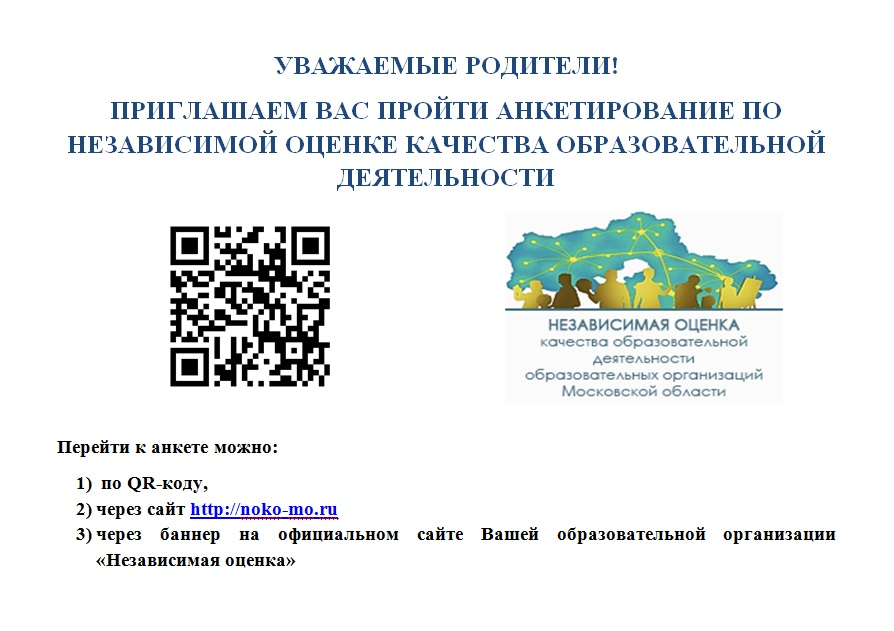 УВАЖАЕМЫЕ РОДИТЕЛИ!
ПРИГЛАШАЕМ ВАС ПРОЙТИ АНКЕТИРОВАНИЕ ПО
НЕЗАВИСИМОЙ ОЦЕНКЕ КАЧЕСТВА ОБРАЗОВАТЕЛЬНОЙ
ДЕЯТЕЛЬНОСТИ
НЕЗАВИСИМАЯ ОЦЕНКА
качества образовательной
деятельности
образовательных организаций
Московской области
Перейти к анкете можно:
1) по QR-коду,
2) через сайт http://noko-mo.ru
3) через баннер на официальном сайте Вашей образовательной организации
«Независимая оценка»